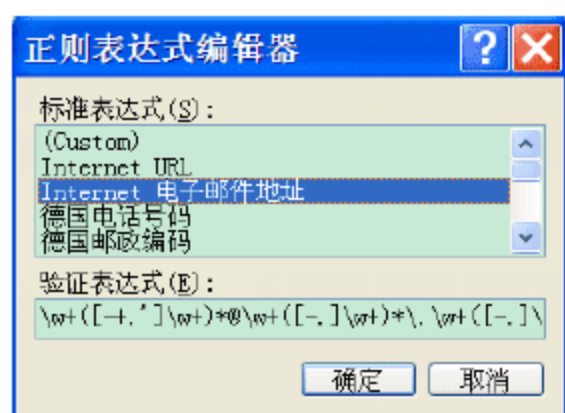 正则表达式编辑器
标准表达式(S):
(Custom)
Internet URL
Internet 电子邮件地址
德国电话号码
德国邮政编码
验证表达式(E):
\w+([-+.']\w+)*@\w+([-.]\w+)*\.\w+([-.]\
确定 取消